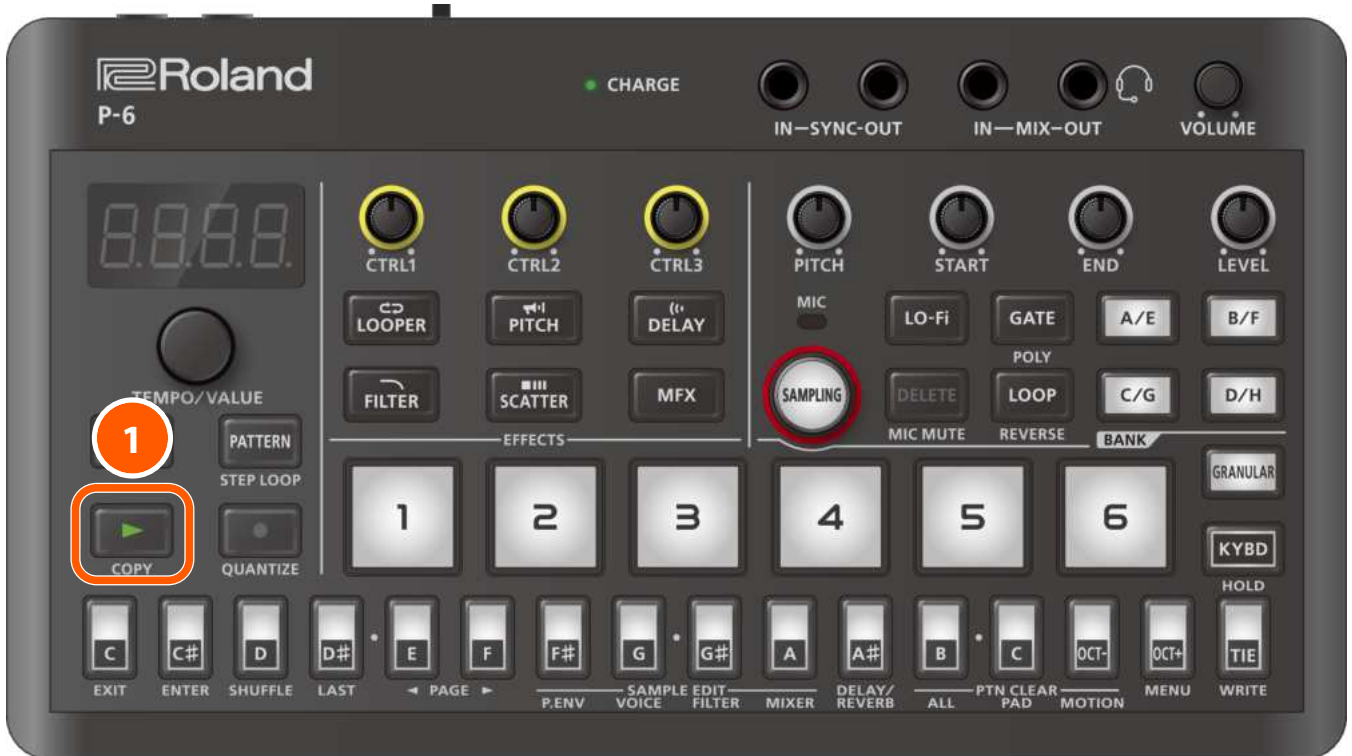 Roland
P-6
CHARGE
IN-SYNC-OUT
IN-MIX-OUT
VOLUME
8.8.8.8.
CTRL1
CTRL2
CTRL3
PITCH
START
END
LEVEL
TEMPO/VALUE
LOOPER
PITCH
DELAY
MIC
LO-Fi
GATE
A/E
B/F
POLY
FILTER
SCATTER
MFX
SAMPLING
DELETE
LOOP
C/G
D/H
MIC MUTE
REVERSE
BANK
EFFECTS
1
PATTERN
STEP LOOP
GRANULAR
1
2
3
4
5
6
COPY
QUANTIZE
KYBD
HOLD
C
C#
D
D#
E
F
F#
G
G#
A
A#
B
C
OCT-
OCT+
TIE
EXIT
ENTER
SHUFFLE
LAST
◄ PAGE ►
SAMPLE EDIT
P.ENV
VOICE
FILTER
MIXER
DELAY/
REVERB
PTN CLEAR
ALL
PAD
MOTION
MENU
WRITE